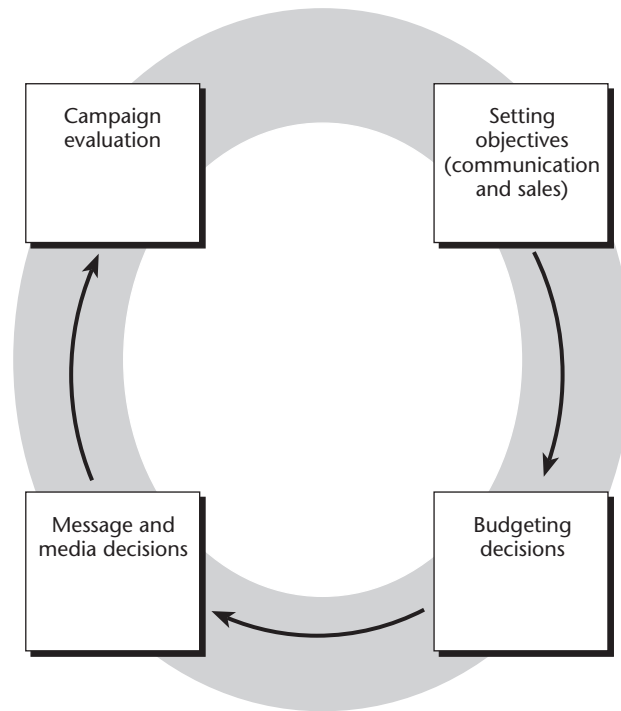 Campaign
evaluation
Setting
objectives
(communication
and sales)
Message and
media decisions
Budgeting
decisions